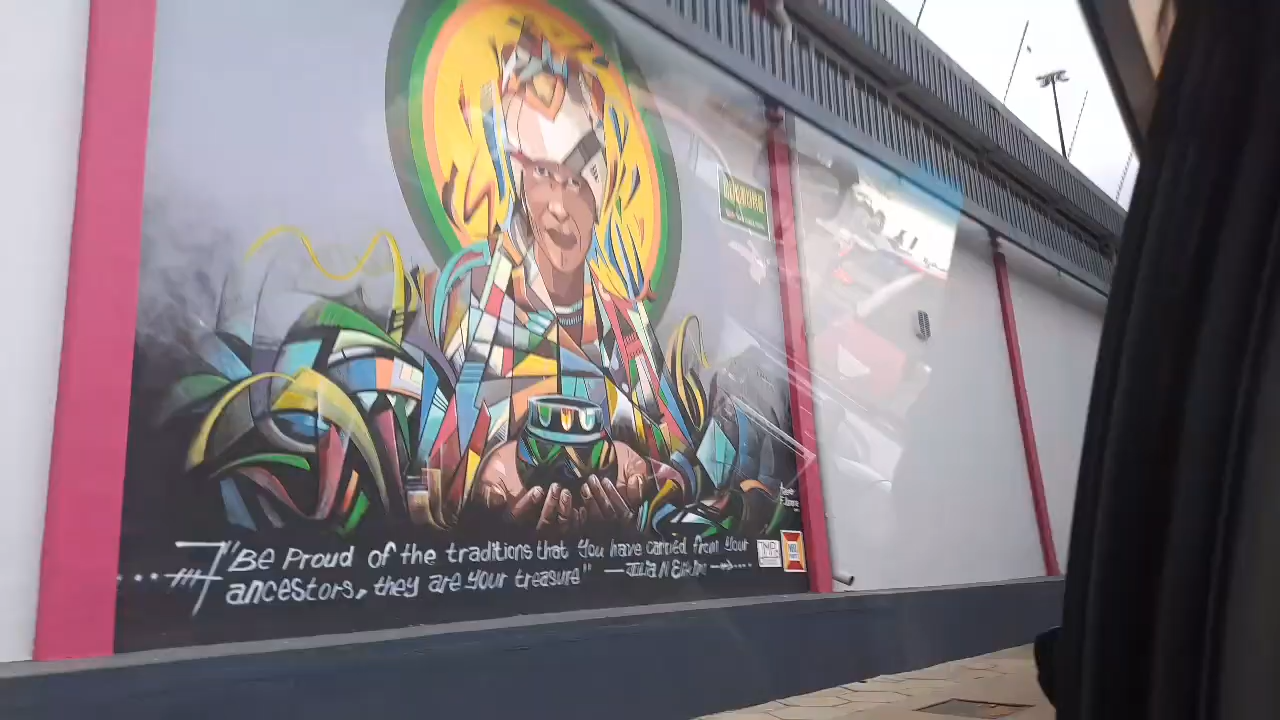 "Be Proud of the traditions that you have carried from your
ancestors, they are your treasure"